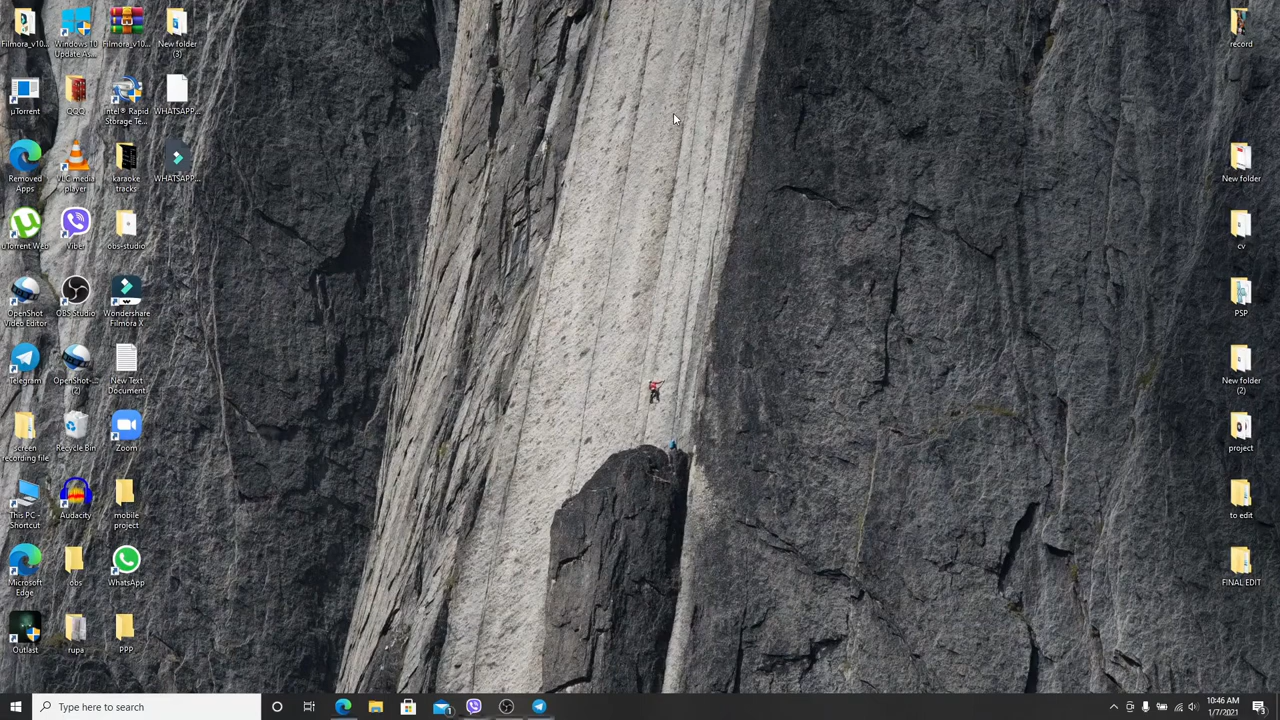 Filmora_v10...
Windows 10
Update As...
Filmora_v10...
New folder
(3)
record
µTorrent
QQQ
Intel® Rapid
Storage Te...
WHATSAPP...
Removed
Apps
VLC media
player
karaoke
tracks
WHATSAPP...
New folder
uTorrent Web
Viber
obs-studio
cv
OpenShot
Video Editor
OBS Studio
Wondershare
Filmora X
PSP
Telegram
OpenShot-...
(2)
New Text
Document
New folder
(2)
screen
recording file
Recycle Bin
Zoom
project
This PC -
Shortcut
Audacity
mobile
project
to edit
Microsoft
Edge
obs
WhatsApp
FINAL EDIT
Outlast
rupa
PPP
Type here to search
1
10:46 AM
1/7/2021
3